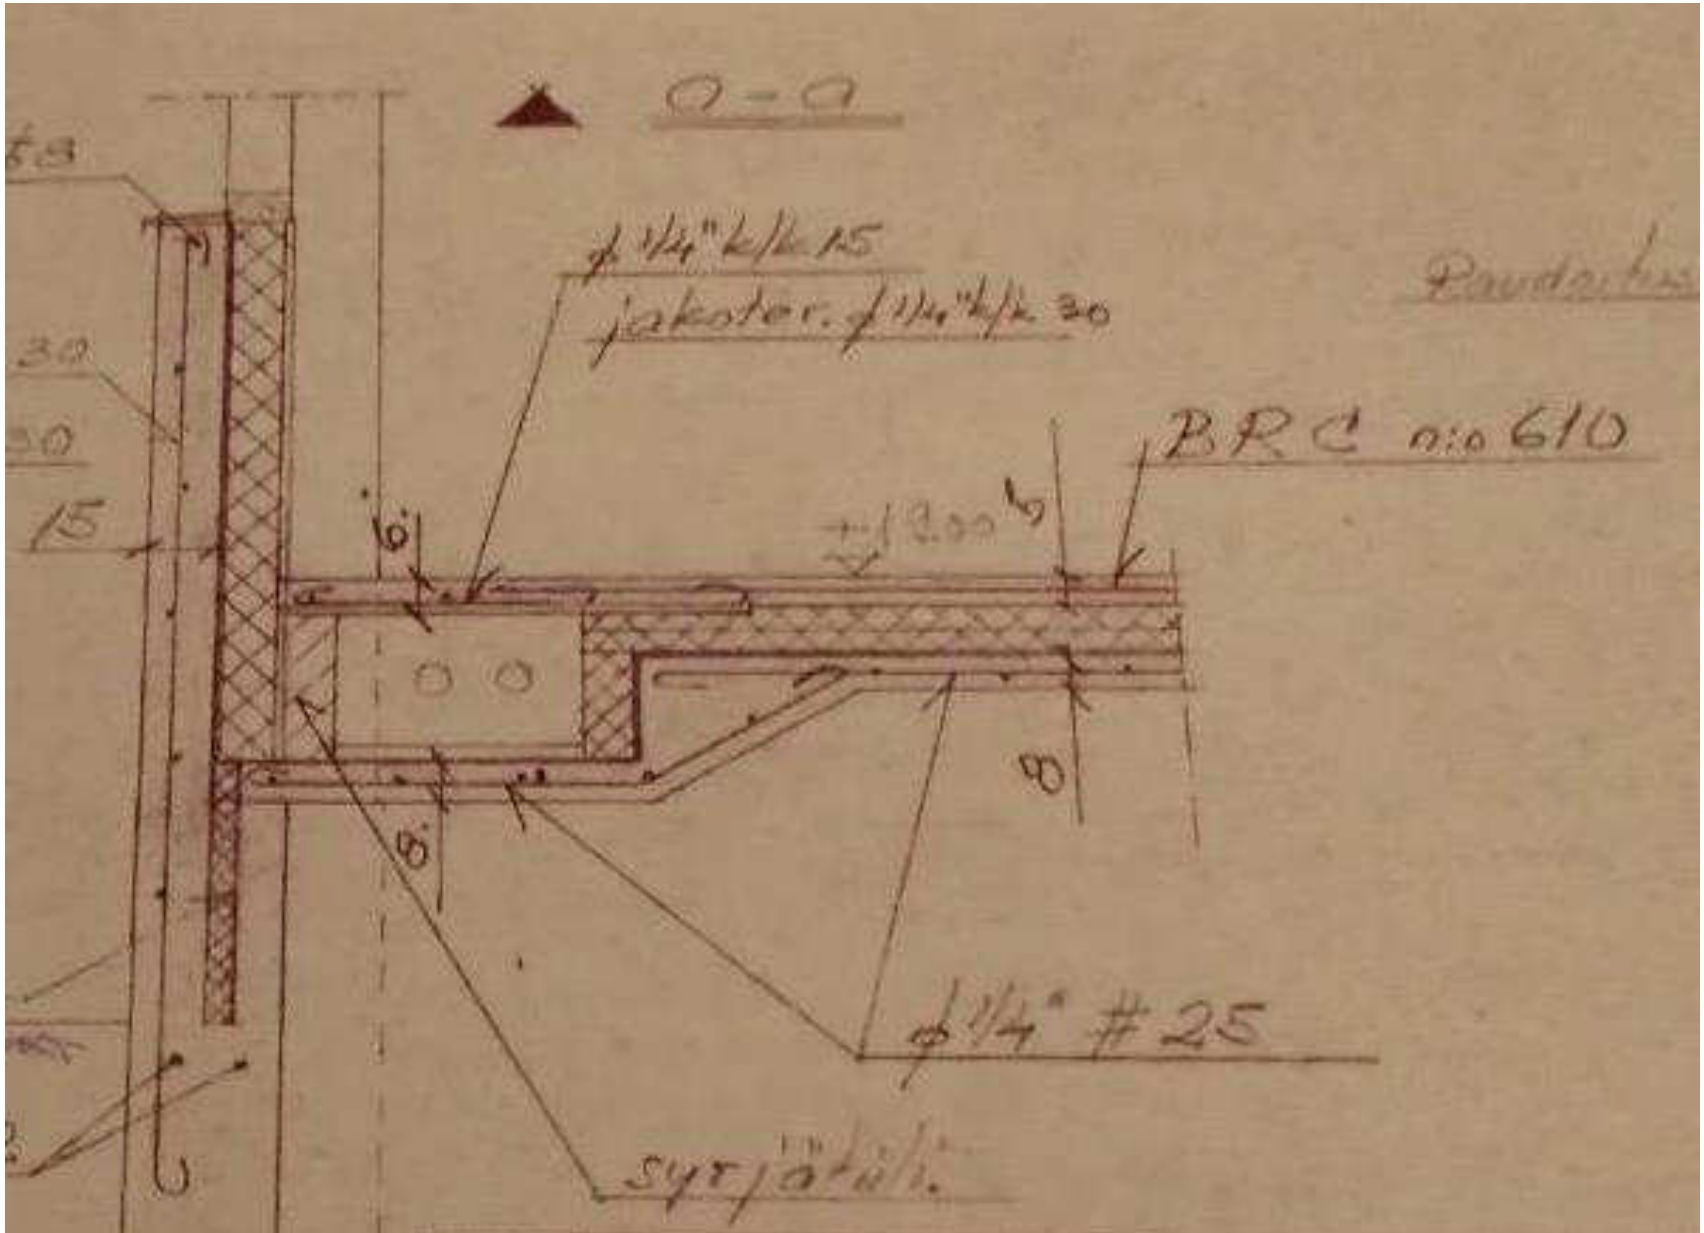 a-a
ts
ϕ 1/4" k/k 15
jakoter. ϕ 1/4" k/k 30
30
BRC n:o 610
30
15
6.
8.
8
ϕ 1/4" # 25
syrjätiili.